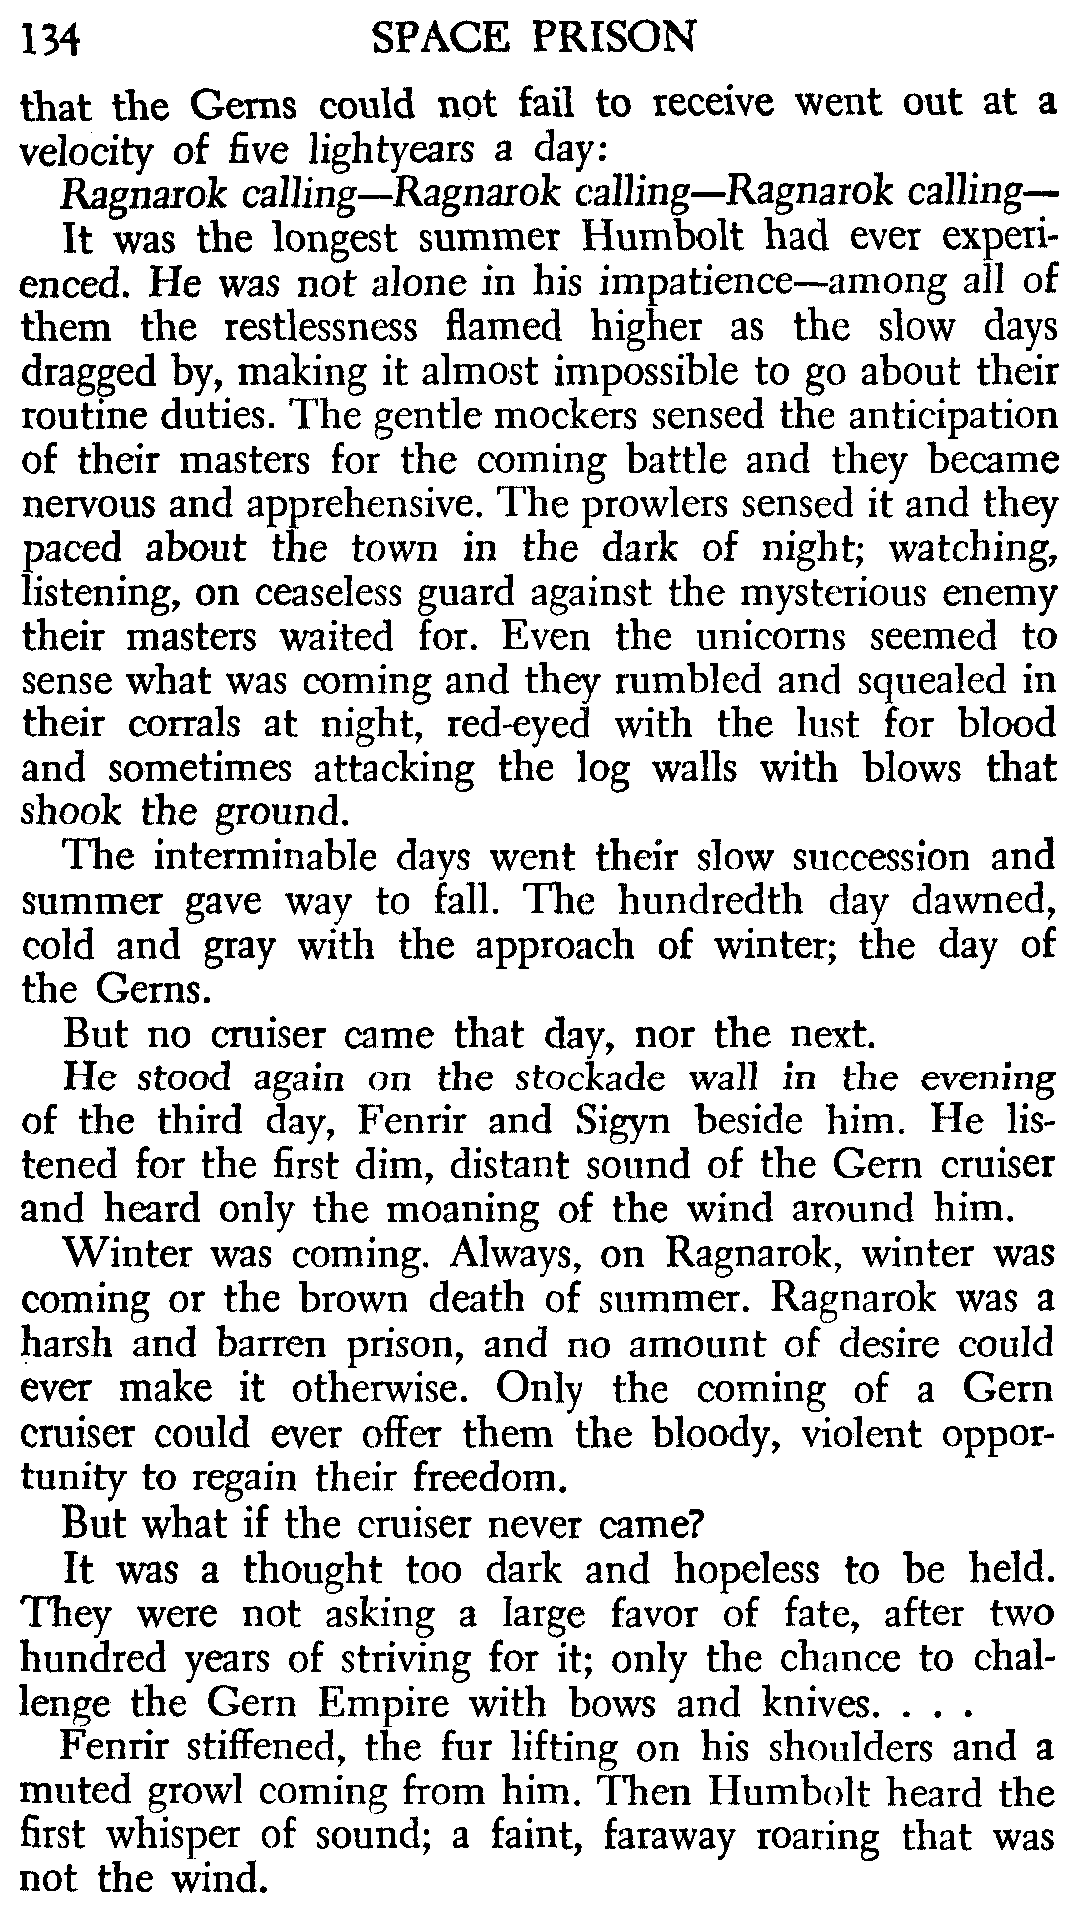 134 SPACE PRISON
that the Gerns could not fail to receive went out at a
velocity of five lightyears a day:
Ragnarok calling—Ragnarok calling—Ragnarok calling—
It was the longest summer Humbolt had ever experi-
enced. He was not alone in his impatience—among all of
them the restlessness flamed higher as the slow days
dragged by, making it almost impossible to go about their
routine duties. The gentle mockers sensed the anticipation
of their masters for the coming battle and they became
nervous and apprehensive. The prowlers sensed it and they
paced about the town in the dark of night; watching,
listening, on ceaseless guard against the mysterious enemy
their masters waited for. Even the unicorns seemed to
sense what was coming and they rumbled and squealed in
their corrals at night, red-eyed with the lust for blood
and sometimes attacking the log walls with blows that
shook the ground.
The interminable days went their slow succession and
summer gave way to fall. The hundredth day dawned,
cold and gray with the approach of winter; the day of
the Gerns.
But no cruiser came that day, nor the next.
He stood again on the stockade wall in the evening
of the third day, Fenrir and Sigyn beside him. He lis-
tened for the first dim, distant sound of the Gern cruiser
and heard only the moaning of the wind around him.
Winter was coming. Always, on Ragnarok, winter was
coming or the brown death of summer. Ragnarok was a
harsh and barren prison, and no amount of desire could
ever make it otherwise. Only the coming of a Gern
cruiser could ever offer them the bloody, violent oppor-
tunity to regain their freedom.
But what if the cruiser never came?
It was a thought too dark and hopeless to be held.
They were not asking a large favor of fate, after two
hundred years of striving for it; only the chance to chal-
lenge the Gern Empire with bows and knives. . . .
Fenrir stiffened, the fur lifting on his shoulders and a
muted growl coming from him. Then Humbolt heard the
first whisper of sound; a faint, faraway roaring that was
not the wind.